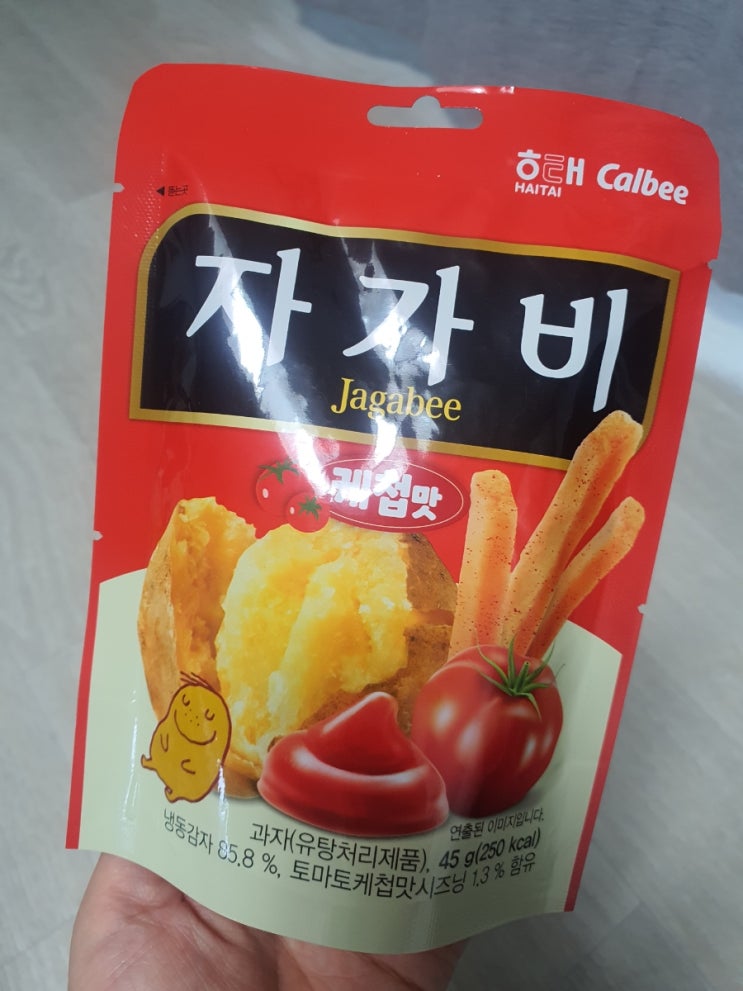 해태 Calbee
HAITAI
◀ 뜯는곳
자가비
Jagabee
케첩맛
연출된 이미지입니다.
과자(유탕처리제품), 45 g(250 kcal)
냉동감자 85.8 %, 토마토케첩맛시즈닝 1.3 % 함유